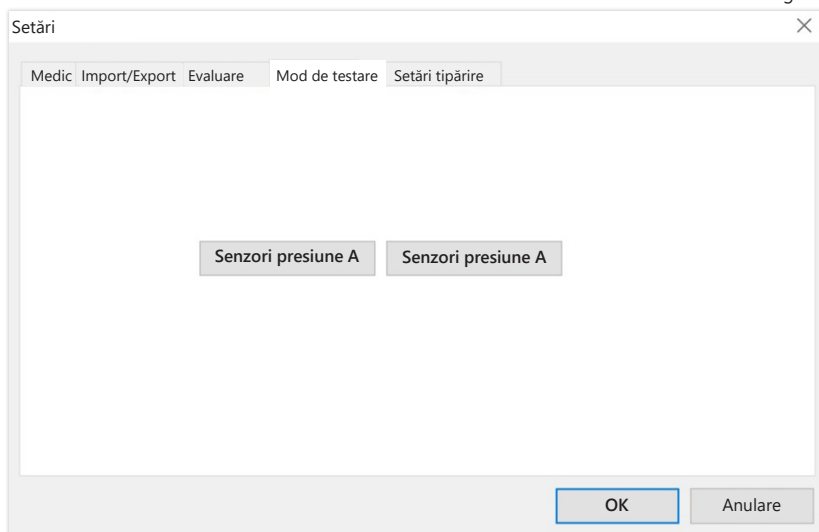 Setări
Medic Import/Export Evaluare Mod de testare Setări tipărire
Senzori presiune A Senzori presiune A
OK Anulare